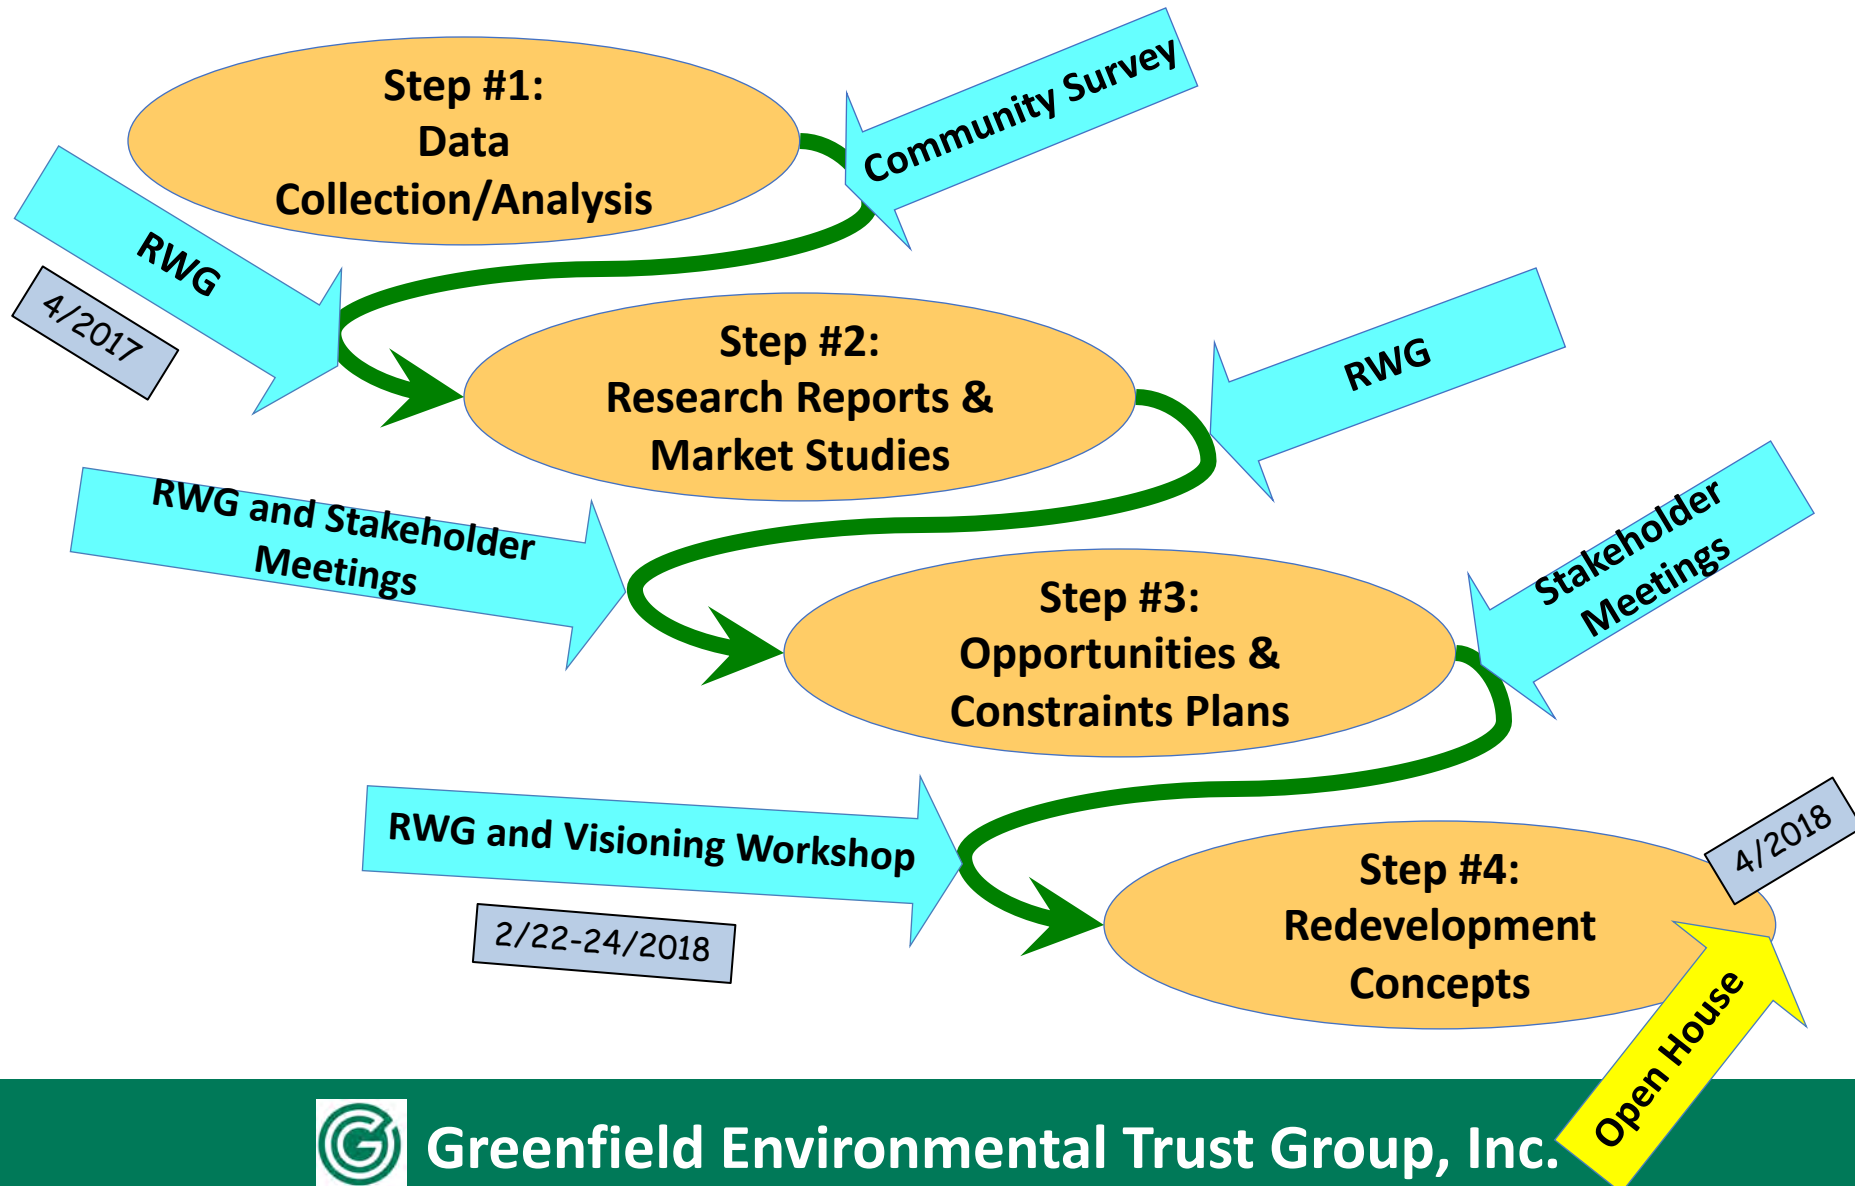 Step #1:
Data
Collection/Analysis
Community Survey
RWG
4/2017
Step #2:
Research Reports &
Market Studies
RWG
RWG and Stakeholder
Meetings
Step #3:
Opportunities &
Constraints Plans
Stakeholder
Meetings
RWG and Visioning Workshop
2/22-24/2018
Step #4:
Redevelopment
Concepts
4/2018
Open House
Greenfield Environmental Trust Group, Inc.